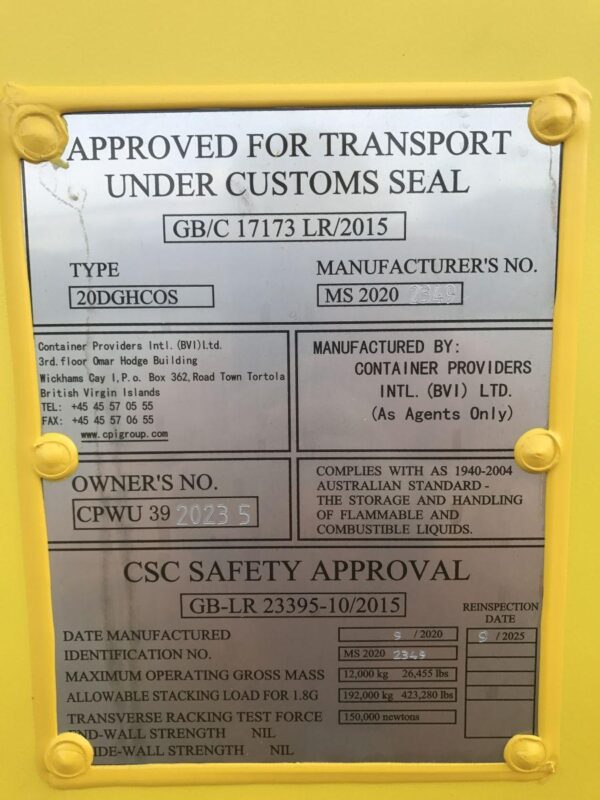 APPROVED FOR TRANSPORT
UNDER CUSTOMS SEAL
GB/C 17173 LR/2015
TYPE
20DGHCOS
MANUFACTURER'S NO.
MS 2020 2349
Container Providers Intl. (BVI)Ltd.
3rd. floor Omar Hodge Building
Wickhams Cay I, P.o. Box 362, Road Town Tortola
British Virgin Islands
TEL: +45 45 57 05 55
FAX: +45 45 57 06 55
www.cpigroup.com
MANUFACTURED BY:
CONTAINER PROVIDERS
INTL. (BVI) LTD.
(As Agents Only)
OWNER'S NO.
CPWU 39 2023 5
COMPLIES WITH AS 1940-2004
AUSTRALIAN STANDARD -
THE STORAGE AND HANDLING
OF FLAMMABLE AND
COMBUSTIBLE LIQUIDS.
CSC SAFETY APPROVAL
GB-LR 23395-10/2015
REINSPECTION
DATE
9 / 2025
DATE MANUFACTURED 9 / 2020
IDENTIFICATION NO. MS 2020 2349
MAXIMUM OPERATING GROSS MASS 12,000 kg 26,455 lbs
ALLOWABLE STACKING LOAD FOR 1.8G 192,000 kg 423,280 lbs
TRANSVERSE RACKING TEST FORCE 150,000 newtons
END-WALL STRENGTH NIL
IDE-WALL STRENGTH NIL